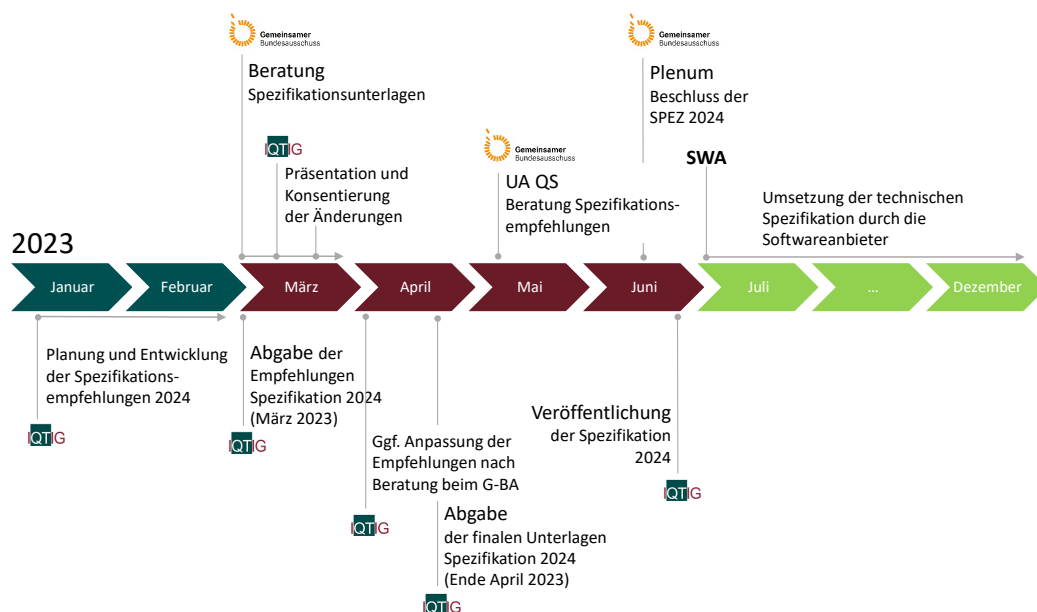 Gemeinsamer
Bundesausschuss
Beratung
Spezifikationsunterlagen
IQTIG
Präsentation und
Konsentierung
der Änderungen
Gemeinsamer
Bundesausschuss
UA QS
Beratung Spezifikations-
empfehlungen
Gemeinsamer
Bundesausschuss
Plenum
Beschluss der
SPEZ 2024
SWA
Umsetzung der technischen
Spezifikation durch die
Softwareanbieter
2023
Januar
Februar
März
April
Mai
Juni
Juli
...
Dezember
Planung und Entwicklung
der Spezifikations-
empfehlungen 2024
IQTIG
Abgabe der
Empfehlungen
Spezifikation 2024
(März 2023)
IQTIG
Ggf. Anpassung der
Empfehlungen nach
Beratung beim G-BA
IQTIG
Abgabe
der finalen Unterlagen
Spezifikation 2024
(Ende April 2023)
IQTIG
Veröffentlichung
der Spezifikation
2024
IQTIG